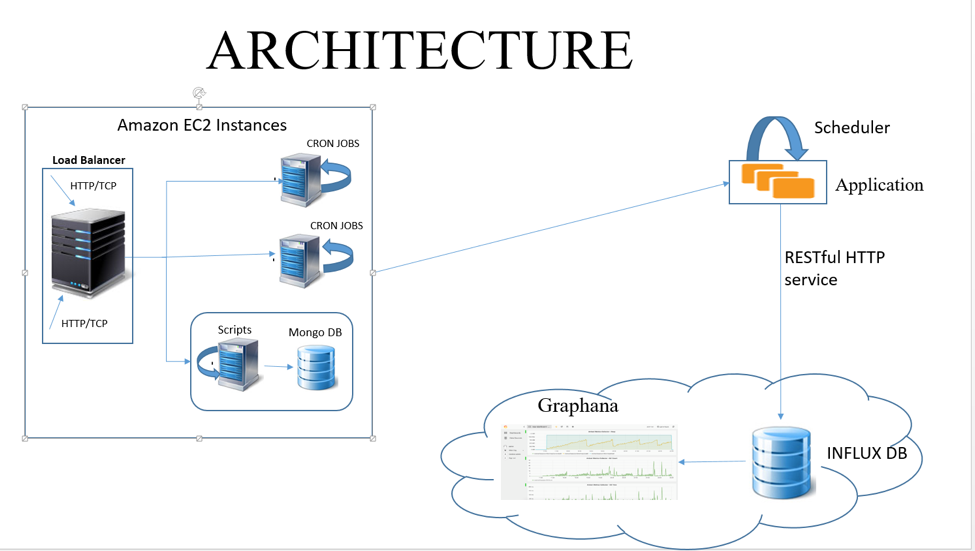 ARCHITECTURE
Amazon EC2 Instances
Load Balancer
HTTP/TCP
HTTP/TCP
CRON JOBS
CRON JOBS
Scripts
Mongo DB
Scheduler
Application
RESTful HTTP
service
Graphana
INFLUX DB